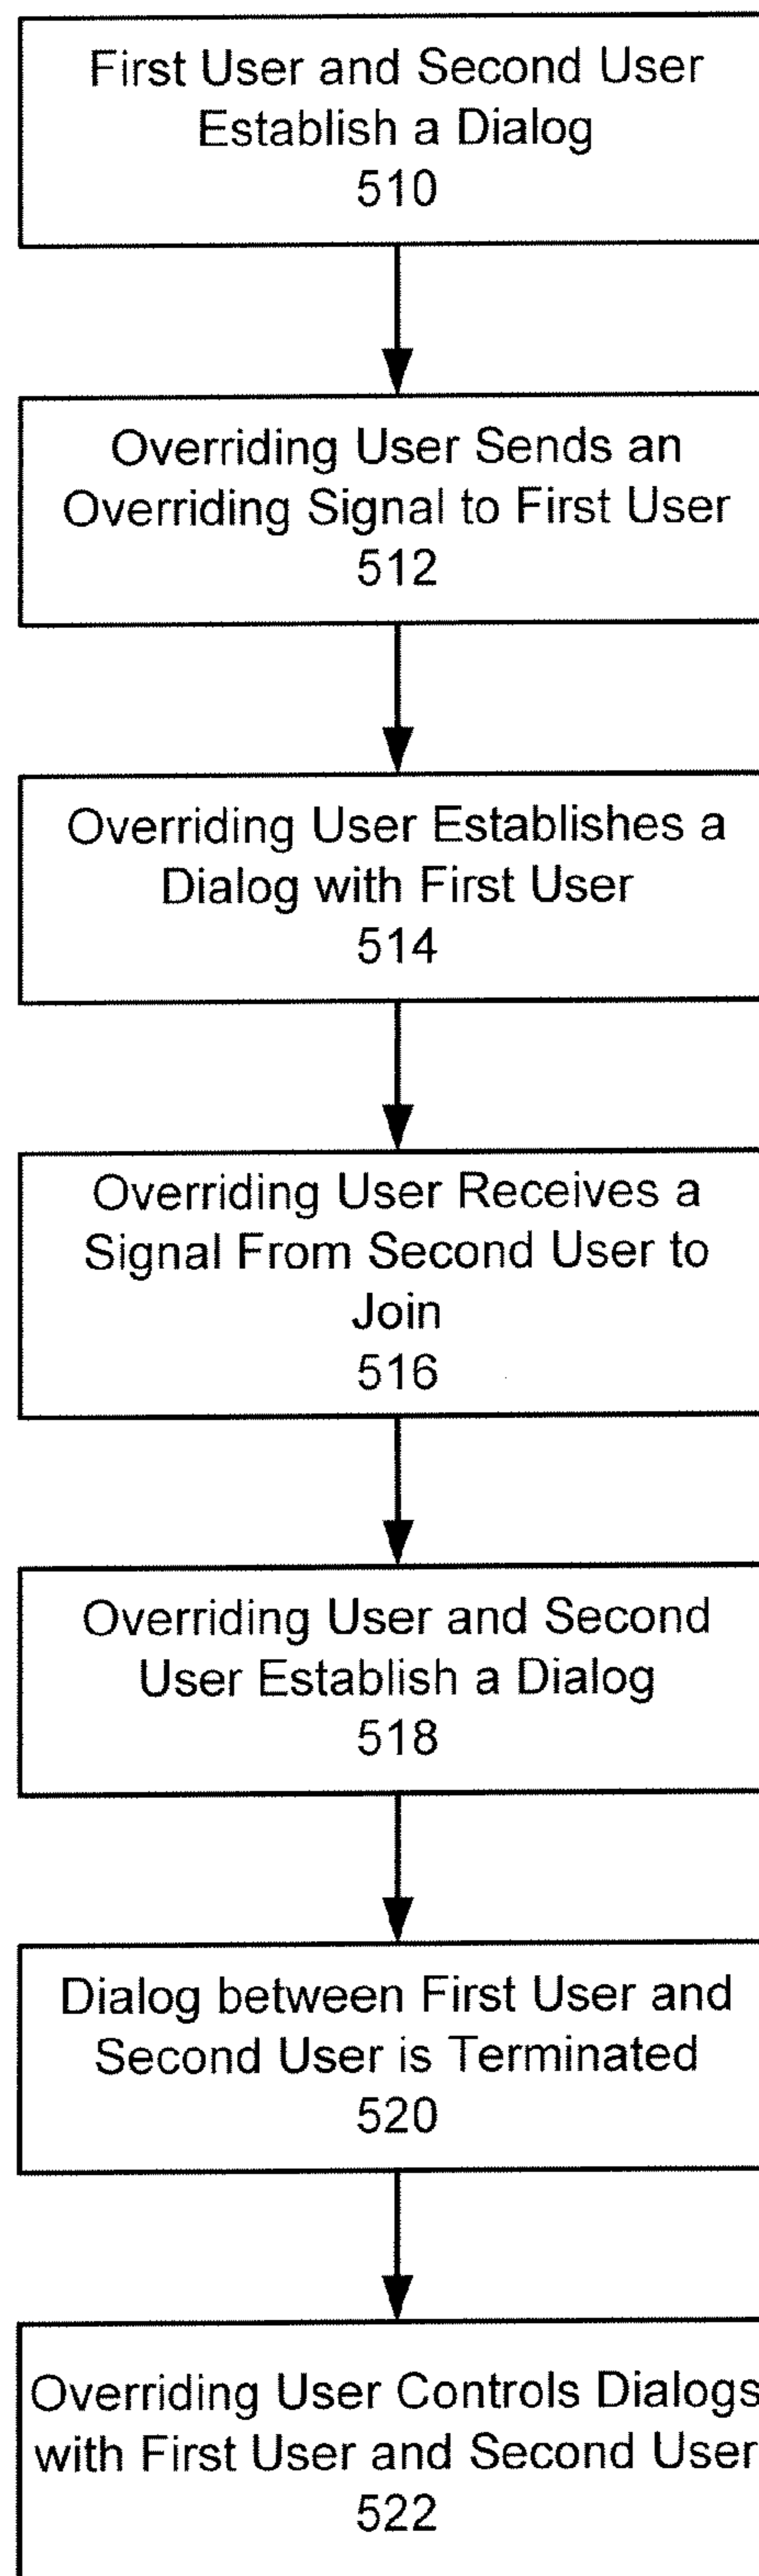 First User and Second User
Establish a Dialog
510
Overriding User Sends an
Overriding Signal to First User
512
Overriding User Establishes a
Dialog with First User
514
Overriding User Receives a
Signal From Second User to
Join
516
Overriding User and Second
User Establish a Dialog
518
Dialog between First User and
Second User is Terminated
520
Overriding User Controls Dialogs
with First User and Second User
522